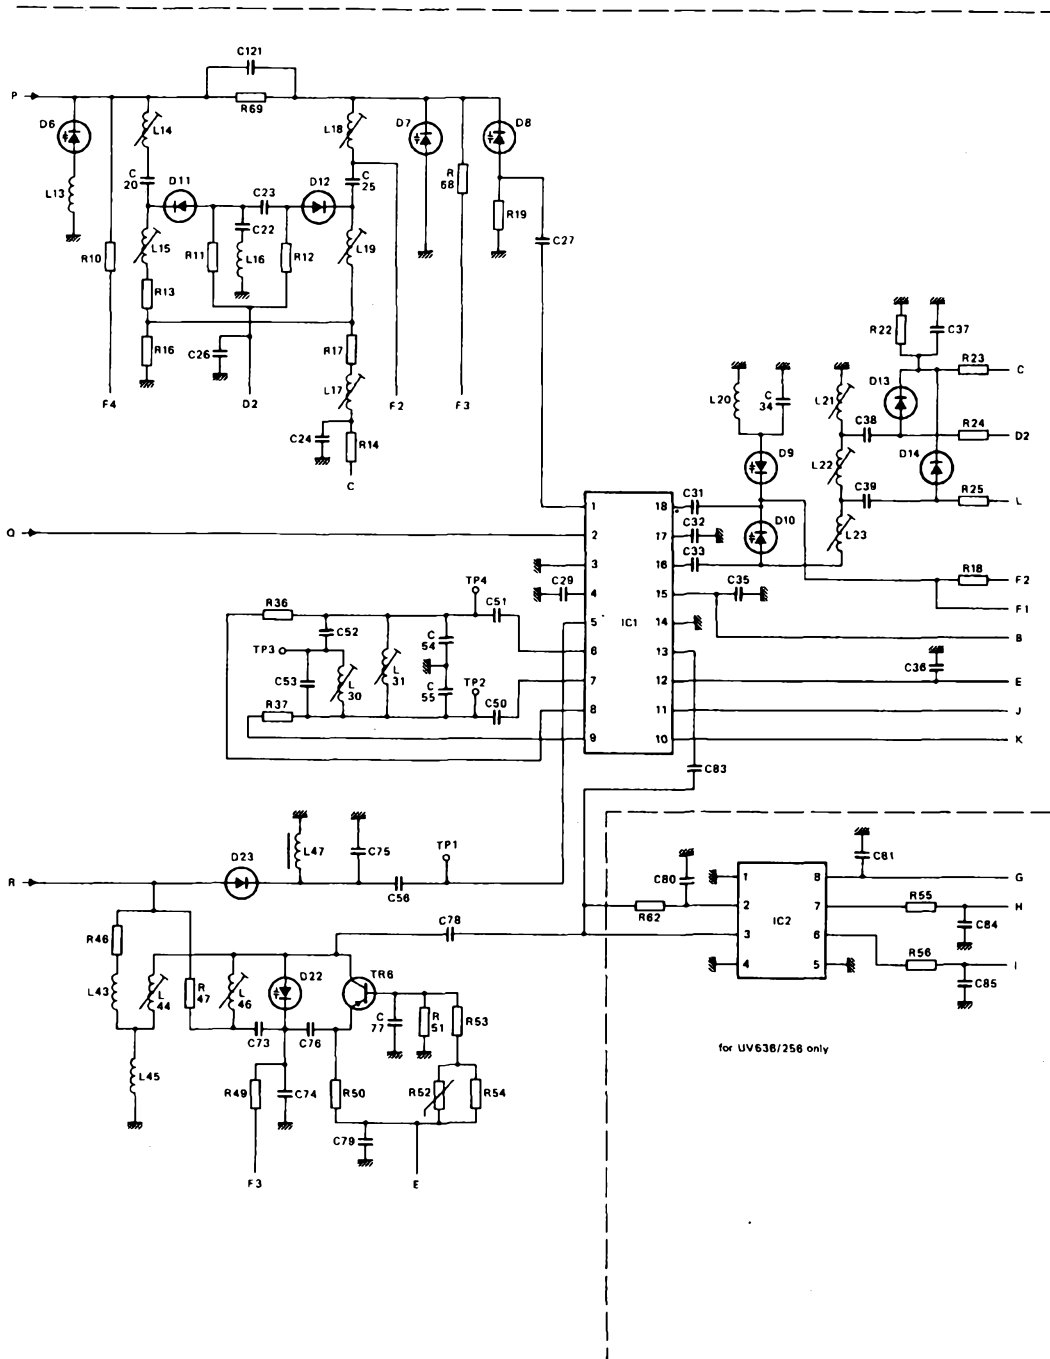 C121
P
R69
D6
L14
L18
D7
D8
C
20
D11
C23
D12
C
25
R
68
L13
C22
R19
C27
R10
L15
R11
L16
R12
L19
R13
R22
C37
R16
C26
R17
L20
C
34
L21
D13
R23
C
F4
D2
L17
F2
F3
C38
R24
D2
C24
R14
D9
L22
D14
C
C39
R25
L
1
18
C31
D10
L23
Q
2
17
C32
3
16
C33
R18
F2
TP4
C29
4
15
C35
R36
C51
F1
C52
5
IC1
14
C
54
B
TP3
6
13
L
31
C36
C53
L
30
C
55
TP2
7
12
E
R37
C50
8
11
J
9
10
K
C83
L47
C75
TP1
D23
C81
R
C56
C80
1
8
G
R62
2
IC2
7
R55
H
C78
3
6
C84
R46
R56
I
D22
TR6
4
5
C85
L43
L
44
R
47
L
46
C
77
R
51
R53
C73
C76
for UV636/256 only
L45
R49
C74
R50
R52
R54
C79
F3
E